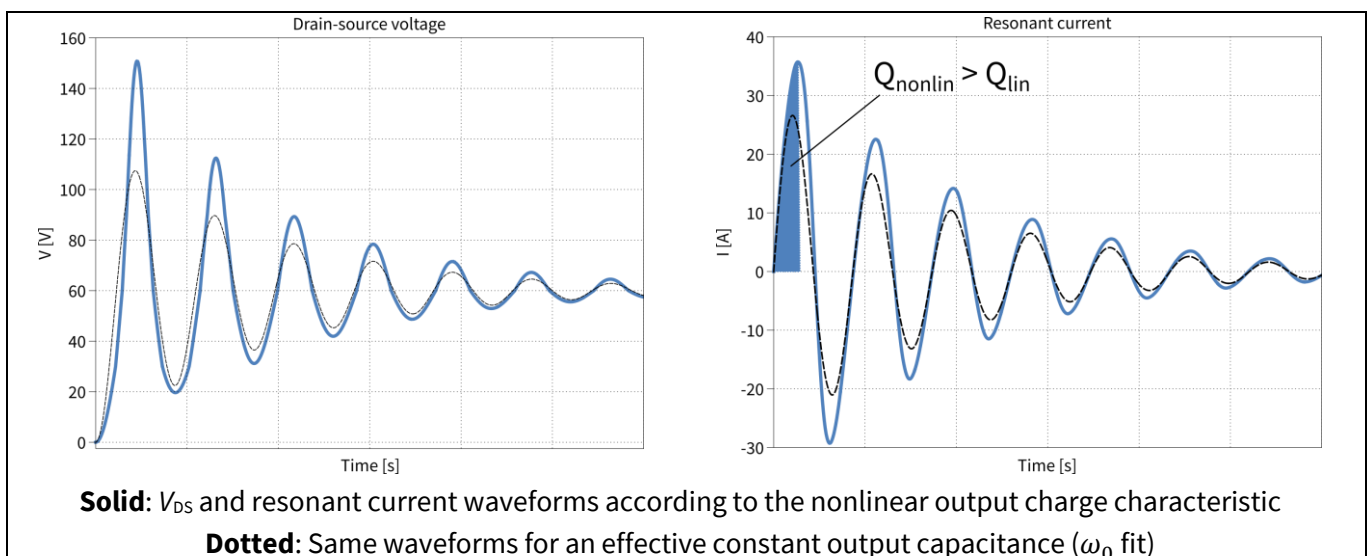 Drain-source voltage
160
140
120
100
80
60
40
20
0
V [V]
Time [s]
Resonant current
40
30
20
10
0
-10
-20
-30
I [A]
Qnonlin > Qlin
Time [s]
Solid: VDS and resonant current waveforms according to the nonlinear output charge characteristic
Dotted: Same waveforms for an effective constant output capacitance (ω0 fit)